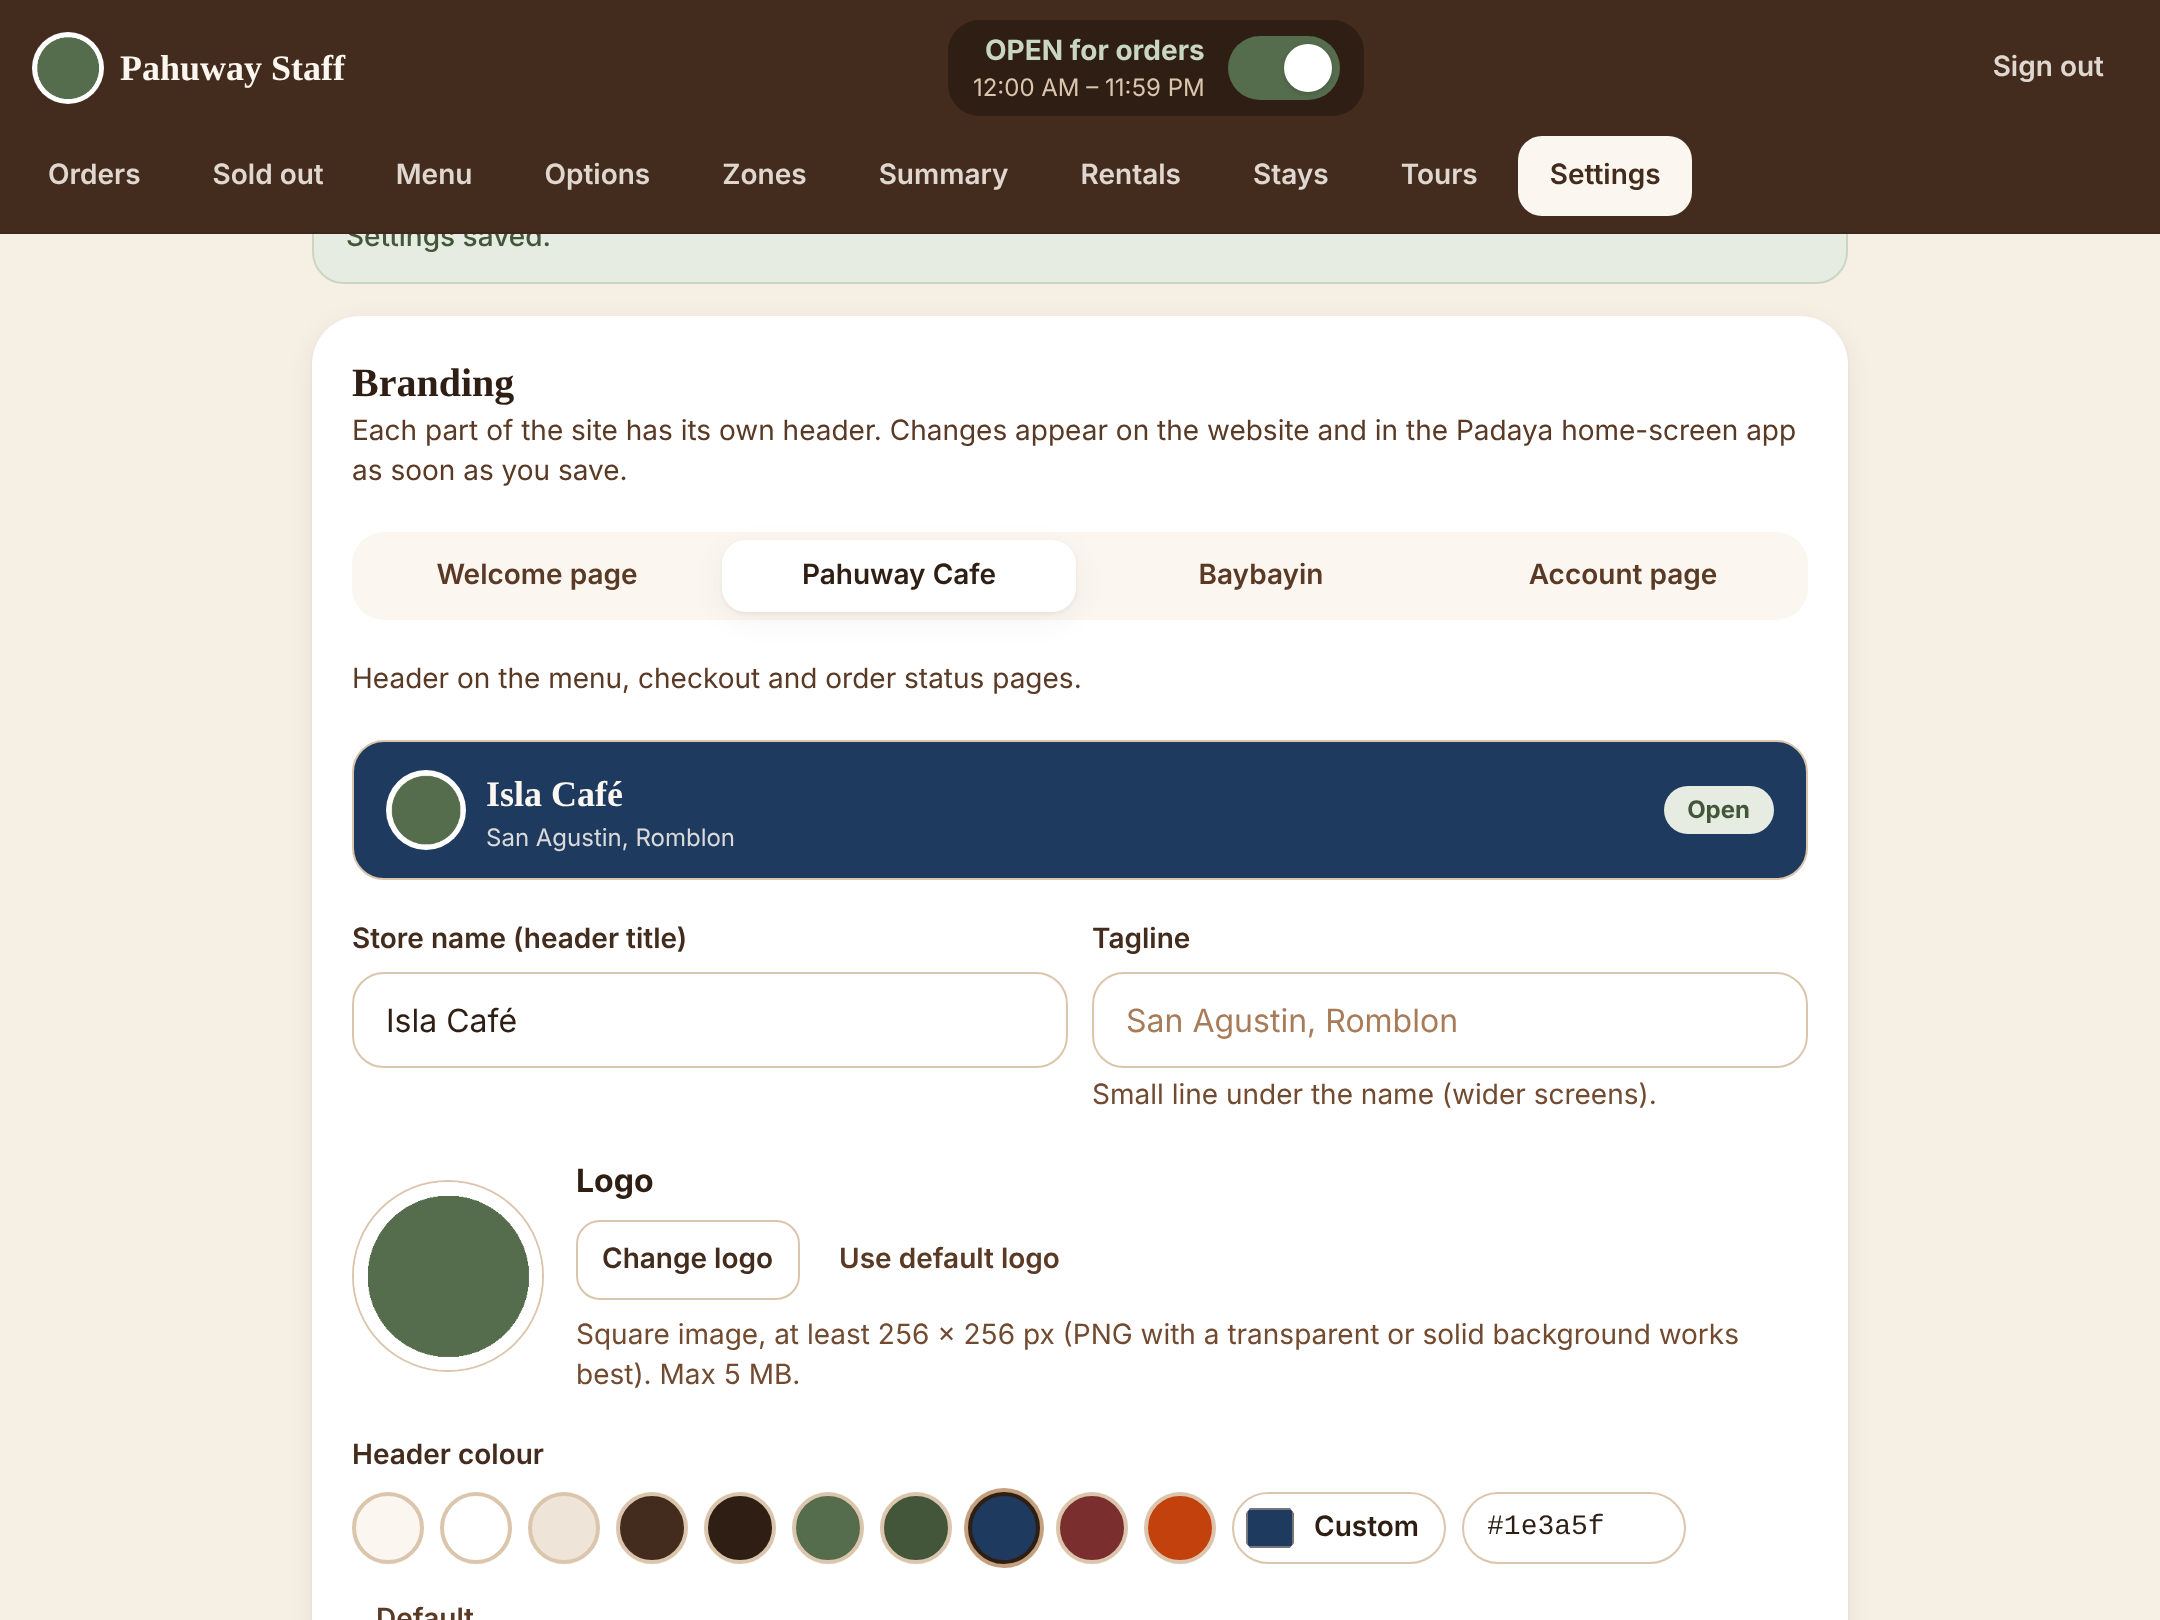 Pahuway Staff
OPEN for orders
12:00 AM – 11:59 PM
Sign out
Orders
Sold out
Menu
Options
Zones
Summary
Rentals
Stays
Tours
Settings
Settings saved.
Branding
Each part of the site has its own header. Changes appear on the website and in the Padaya home-screen app
as soon as you save.
Welcome page
Pahuway Cafe
Baybayin
Account page
Header on the menu, checkout and order status pages.
Isla Café
San Agustin, Romblon
Open
Store name (header title)
Tagline
Isla Café
San Agustin, Romblon
Small line under the name (wider screens).
Logo
Change logo
Use default logo
Square image, at least 256 × 256 px (PNG with a transparent or solid background works
best). Max 5 MB.
Header colour
Custom
#1e3a5f
Default